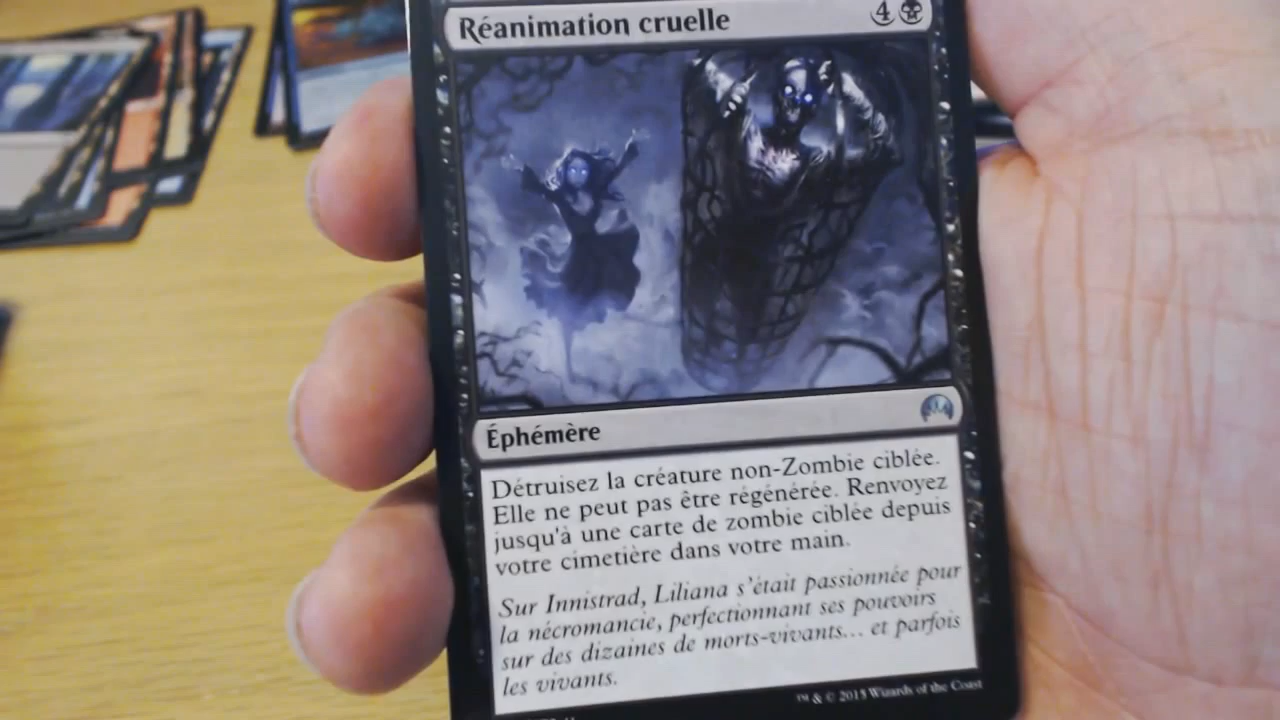 Réanimation cruelle 4
Éphémère
Détruisez la créature non-Zombie ciblée.
Elle ne peut pas être régénérée. Renvoyez
jusqu'à une carte de zombie ciblée depuis
votre cimetière dans votre main.
Sur Innistrad, Liliana s'était passionnée pour
la nécromancie, perfectionnant ses pouvoirs
sur des dizaines de morts-vivants... et parfois
les vivants.
™ & © 2015 Wizards of the Coast